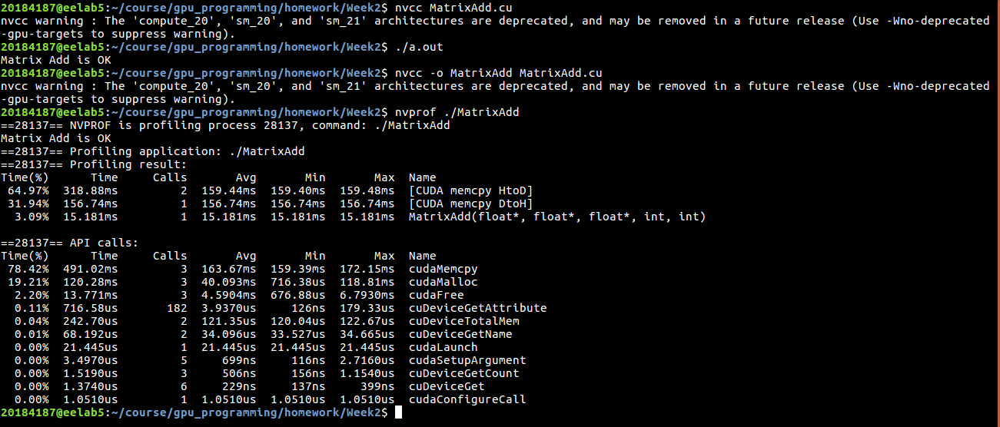 20184187@eelab5:~/course/gpu_programming/homework/Week2$ nvcc MatrixAdd.cu
nvcc warning : The 'compute_20', 'sm_20', and 'sm_21' architectures are deprecated, and may be removed in a future release (Use -Wno-deprecated
-gpu-targets to suppress warning).
20184187@eelab5:~/course/gpu_programming/homework/Week2$ ./a.out
Matrix Add is OK
20184187@eelab5:~/course/gpu_programming/homework/Week2$ nvcc -o MatrixAdd MatrixAdd.cu
nvcc warning : The 'compute_20', 'sm_20', and 'sm_21' architectures are deprecated, and may be removed in a future release (Use -Wno-deprecated
-gpu-targets to suppress warning).
20184187@eelab5:~/course/gpu_programming/homework/Week2$ nvprof ./MatrixAdd
==28137== NVPROF is profiling process 28137, command: ./MatrixAdd
Matrix Add is OK
==28137== Profiling application: ./MatrixAdd
==28137== Profiling result:
Time(%)      Time     Calls       Avg       Min       Max  Name
 64.97%  318.88ms         2  159.44ms  159.40ms  159.48ms  [CUDA memcpy HtoD]
 31.94%  156.74ms         1  156.74ms  156.74ms  156.74ms  [CUDA memcpy DtoH]
  3.09%  15.181ms         1  15.181ms  15.181ms  15.181ms  MatrixAdd(float*, float*, float*, int, int)

==28137== API calls:
Time(%)      Time     Calls       Avg       Min       Max  Name
 78.42%  491.02ms         3  163.67ms  159.39ms  172.15ms  cudaMemcpy
 19.21%  120.28ms         3  40.093ms  716.38us  118.81ms  cudaMalloc
  2.20%  13.771ms         3  4.5904ms  676.88us  6.7930ms  cudaFree
  0.11%  716.58us       182  3.9370us     126ns  179.33us  cuDeviceGetAttribute
  0.04%  242.70us         2  121.35us  120.04us  122.67us  cuDeviceTotalMem
  0.01%  68.192us         2  34.096us  33.527us  34.665us  cuDeviceGetName
  0.00%  21.445us         1  21.445us  21.445us  21.445us  cudaLaunch
  0.00%  3.4970us         5     699ns     116ns  2.7160us  cudaSetupArgument
  0.00%  1.5190us         3     506ns     156ns  1.1540us  cuDeviceGetCount
  0.00%  1.3740us         6     229ns     137ns     399ns  cuDeviceGet
  0.00%  1.0510us         1  1.0510us  1.0510us  1.0510us  cudaConfigureCall
20184187@eelab5:~/course/gpu_programming/homework/Week2$